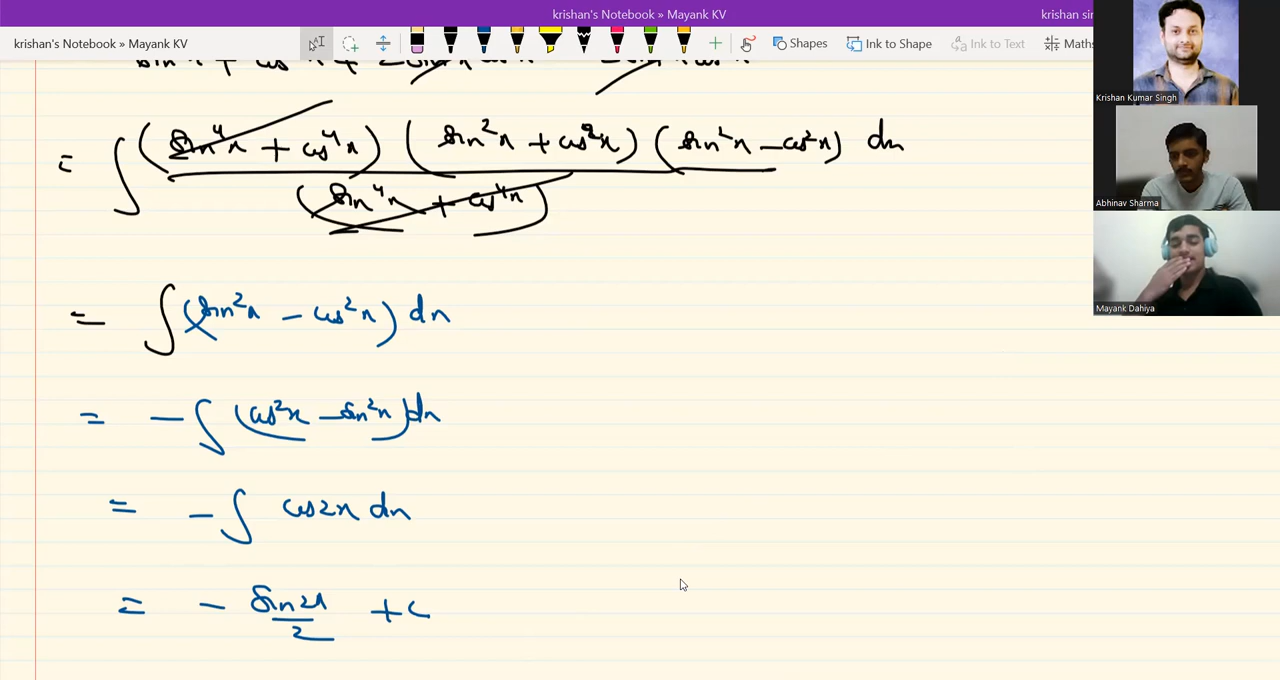 krishan's Notebook » Mayank KV
krishan's Notebook » Mayank KV
Shapes
Ink to Shape
Ink to Text
Maths
Krishan Kumar Singh
Abhinav Sharma
Mayank Dahiya
= ∫ (sin⁴x + cos⁴x) (sin²x + cos²x) (sin²x - cos²x) dx
(sin⁴x + cos⁴x)
= ∫ (sin²x - cos²x) dx
= - ∫ (cos²x - sin²x) dx
= - ∫ cos2x dx
= - sin2x/2 + c